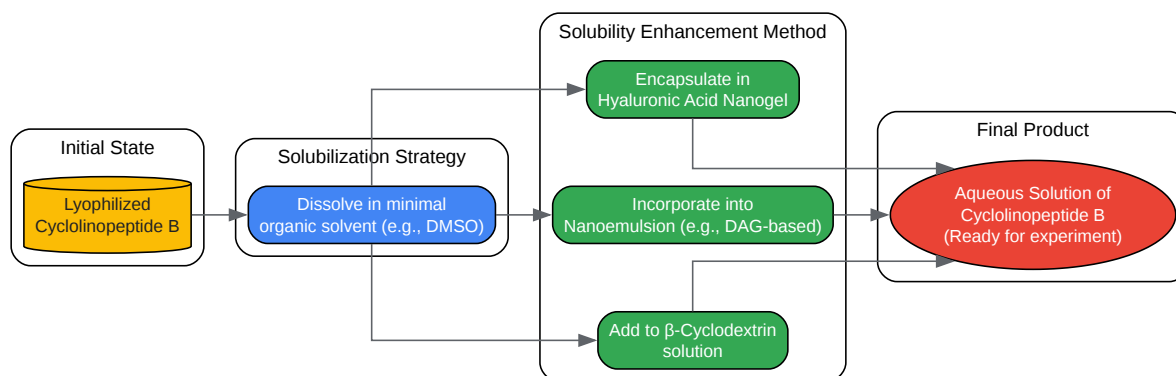 Initial State
Lyophilized
Cyclolinopeptide B
Solubilization Strategy
Dissolve in minimal
organic solvent (e.g., DMSO)
Solubility Enhancement Method
Encapsulate in
Hyaluronic Acid Nanogel
Incorporate into
Nanoemulsion (e.g., DAG-based)
Add to β-Cyclodextrin
solution
Final Product
Aqueous Solution of
Cyclolinopeptide B
(Ready for experiment)